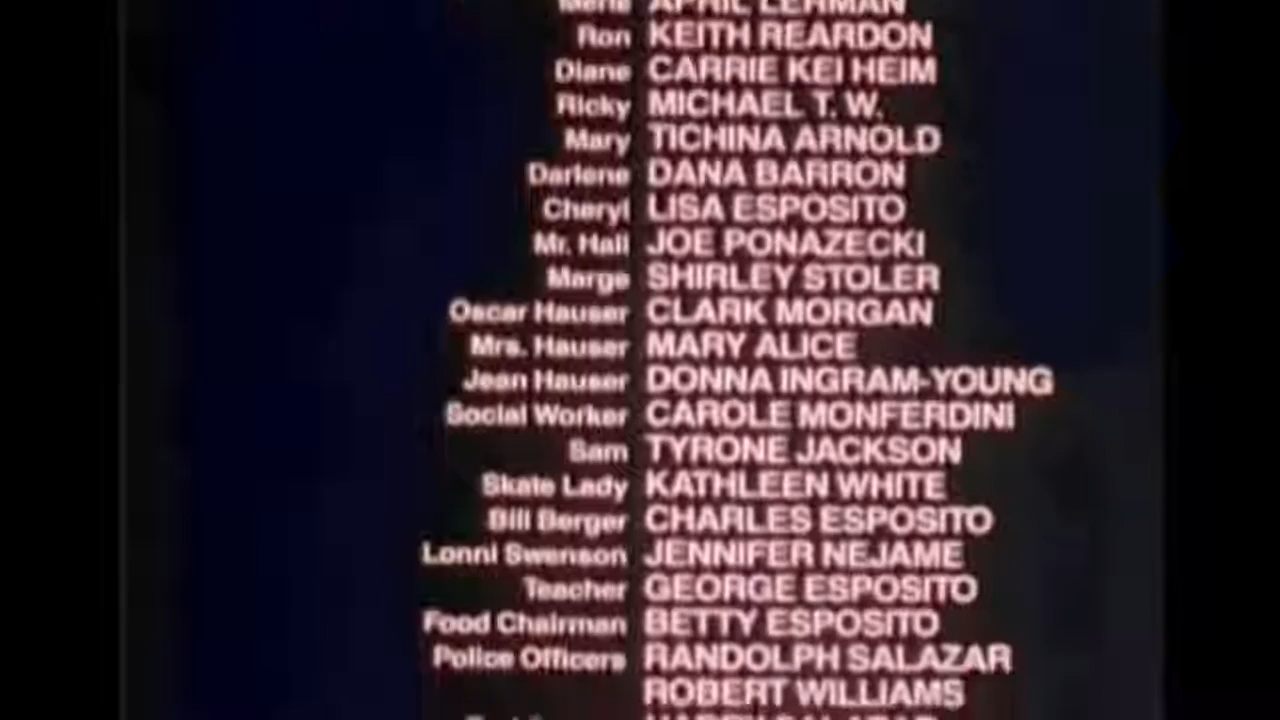 Merle APRIL LERMAN
Ron KEITH REARDON
Diane CARRIE KEI HEIM
Ricky MICHAEL T. W.
Mary TICHINA ARNOLD
Darlene DANA BARRON
Cheryl LISA ESPOSITO
Mr. Hall JOE PONAZECKI
Marge SHIRLEY STOLER
Oscar Hauser CLARK MORGAN
Mrs. Hauser MARY ALICE
Jean Hauser DONNA INGRAM-YOUNG
Social Worker CAROLE MONFERDINI
Sam TYRONE JACKSON
Skate Lady KATHLEEN WHITE
Bill Berger CHARLES ESPOSITO
Lonni Swenson JENNIFER NEJAME
Teacher GEORGE ESPOSITO
Food Chairman BETTY ESPOSITO
Police Officers RANDOLPH SALAZAR
ROBERT WILLIAMS